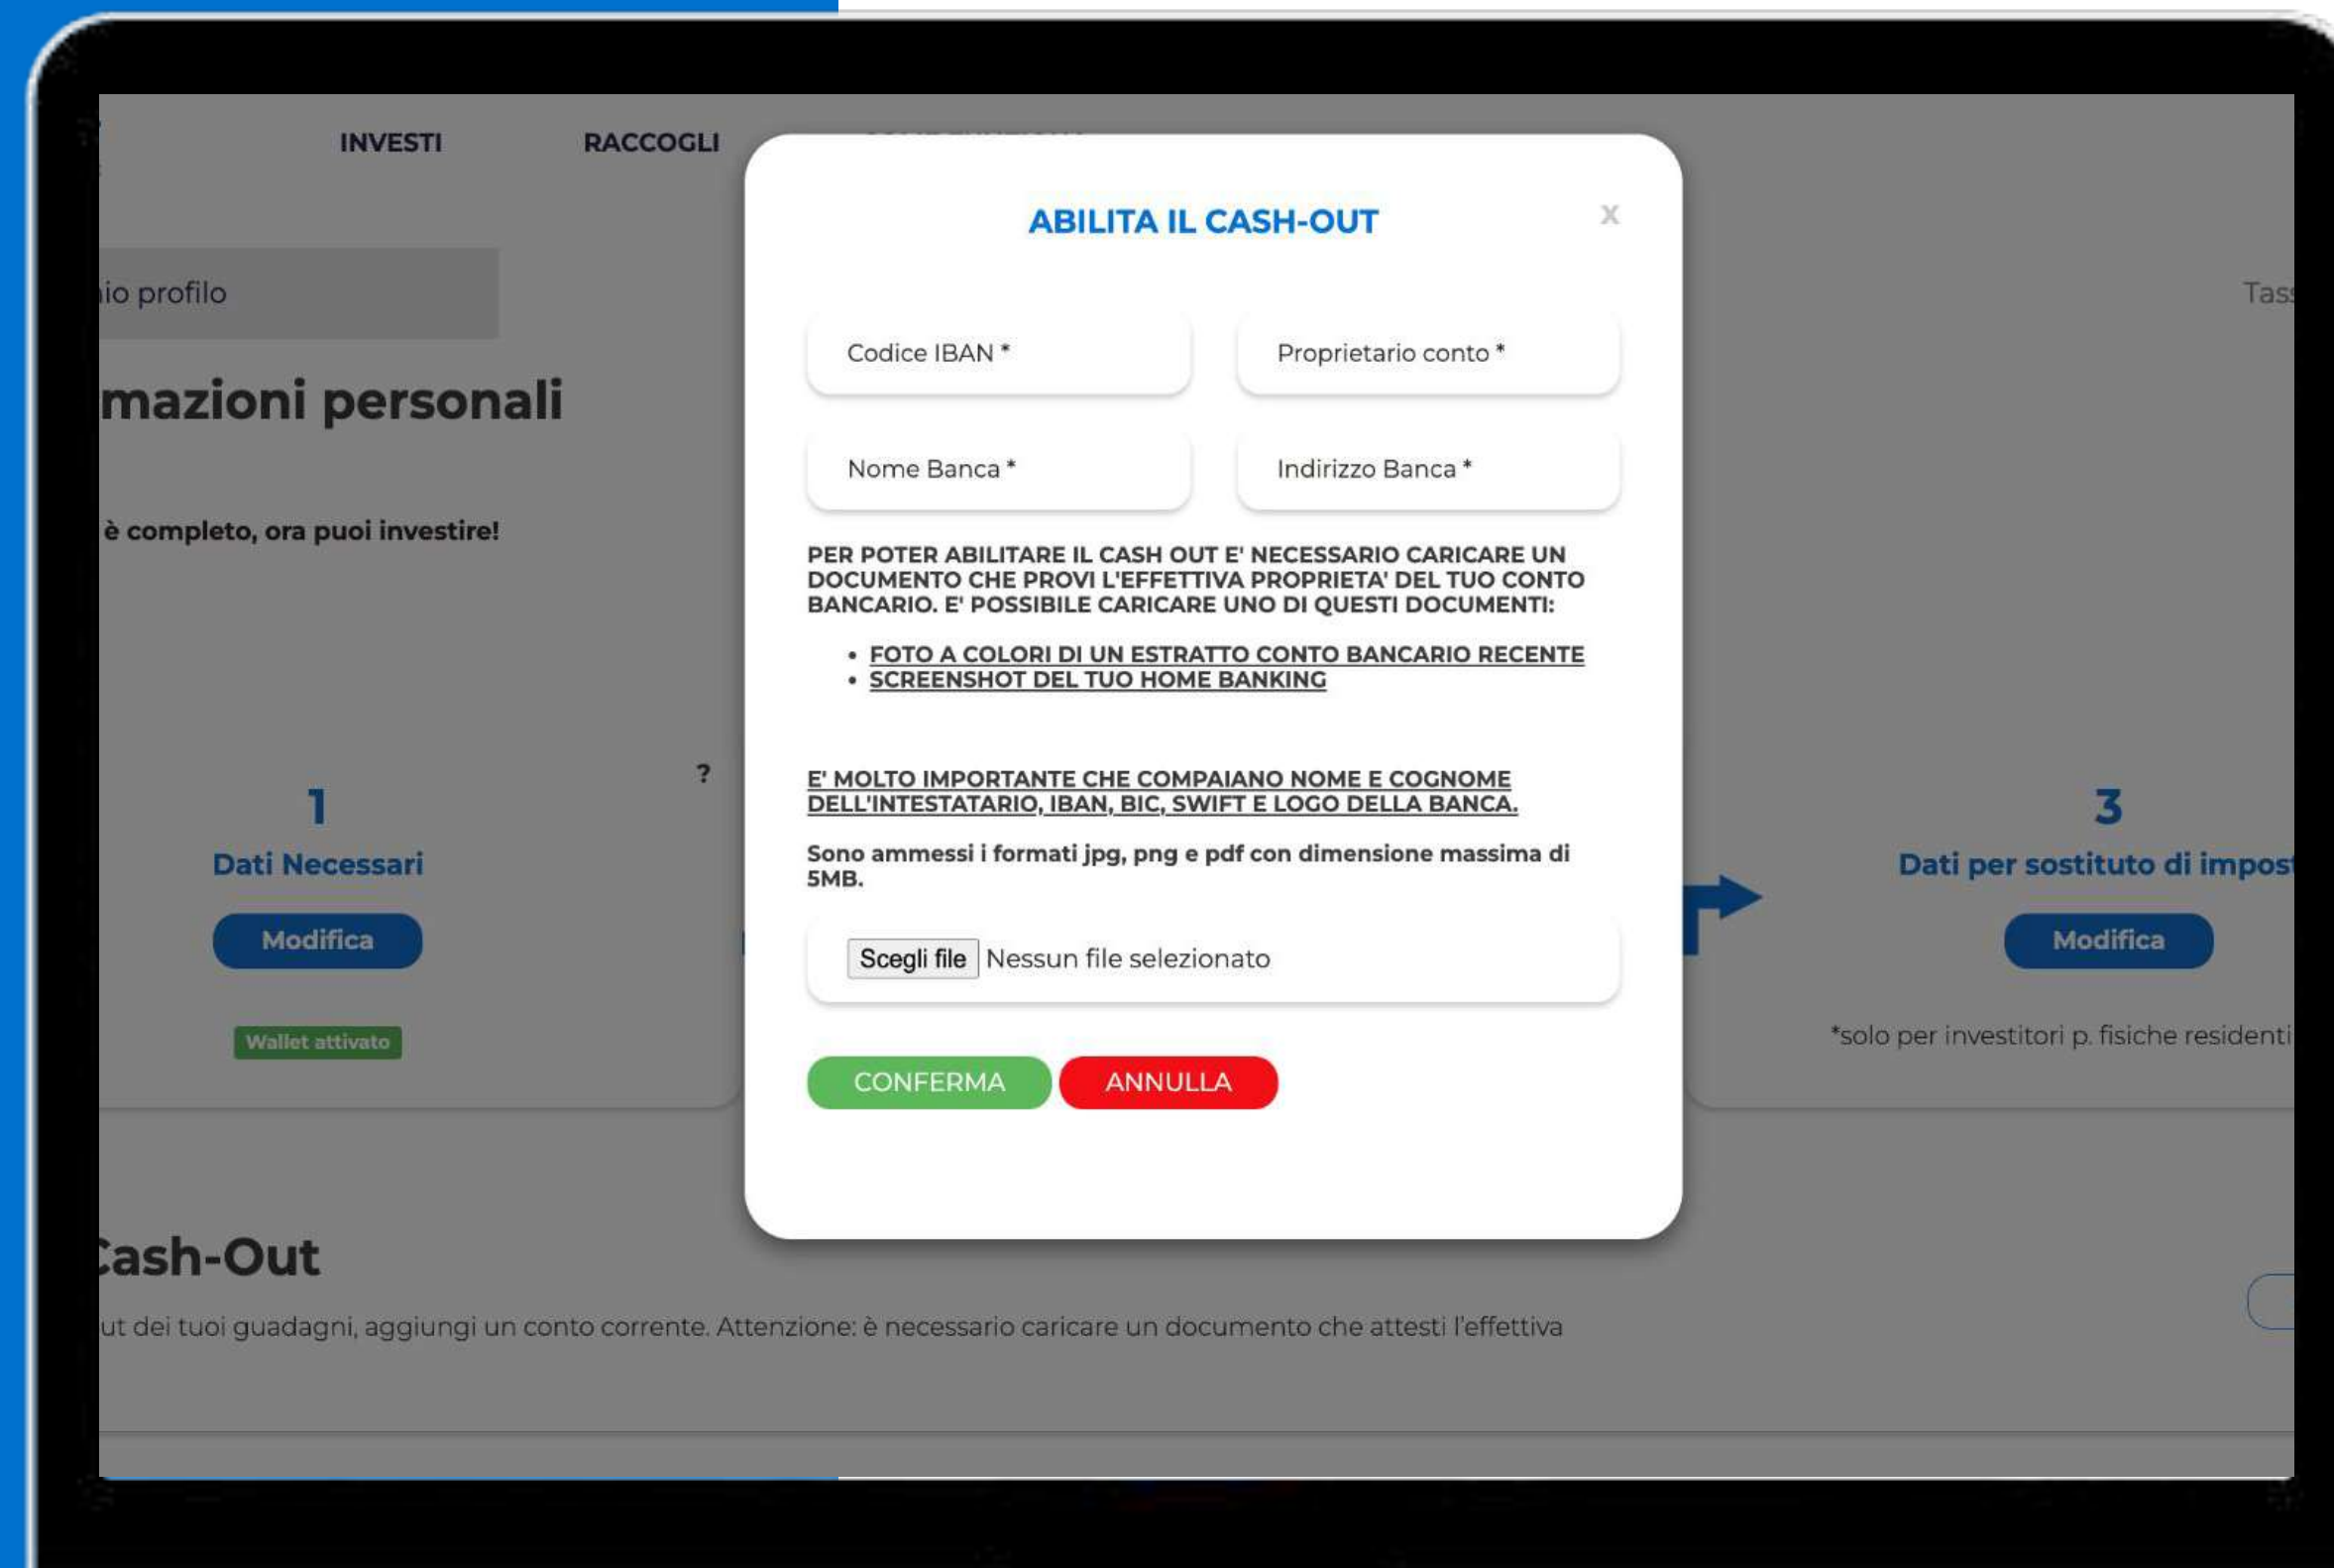 INVESTI RACCOGLI
ABILITA IL CASH-OUT x
io profilo
Codice IBAN * Proprietario conto *
mazioni personali
Nome Banca * Indirizzo Banca *
è completo, ora puoi investire!
PER POTER ABILITARE IL CASH OUT E' NECESSARIO CARICARE UN
DOCUMENTO CHE PROVI L'EFFETTIVA PROPRIETA' DEL TUO CONTO
BANCARIO. E' POSSIBILE CARICARE UNO DI QUESTI DOCUMENTI:
• FOTO A COLORI DI UN ESTRATTO CONTO BANCARIO RECENTE
• SCREENSHOT DEL TUO HOME BANKING
E' MOLTO IMPORTANTE CHE COMPAIANO NOME E COGNOME
DELL'INTESTATARIO, IBAN, BIC, SWIFT E LOGO DELLA BANCA.
Sono ammessi i formati jpg, png e pdf con dimensione massima di
5MB.
Scegli file Nessun file selezionato
CONFERMA ANNULLA
?
1
Dati Necessari
Modifica
Wallet attivato
Tass
3
Dati per sostituto di impost
Modifica
*solo per investitori p. fisiche residenti
Cash-Out
ut dei tuoi guadagni, aggiungi un conto corrente. Attenzione: è necessario caricare un documento che attesti l'effettiva